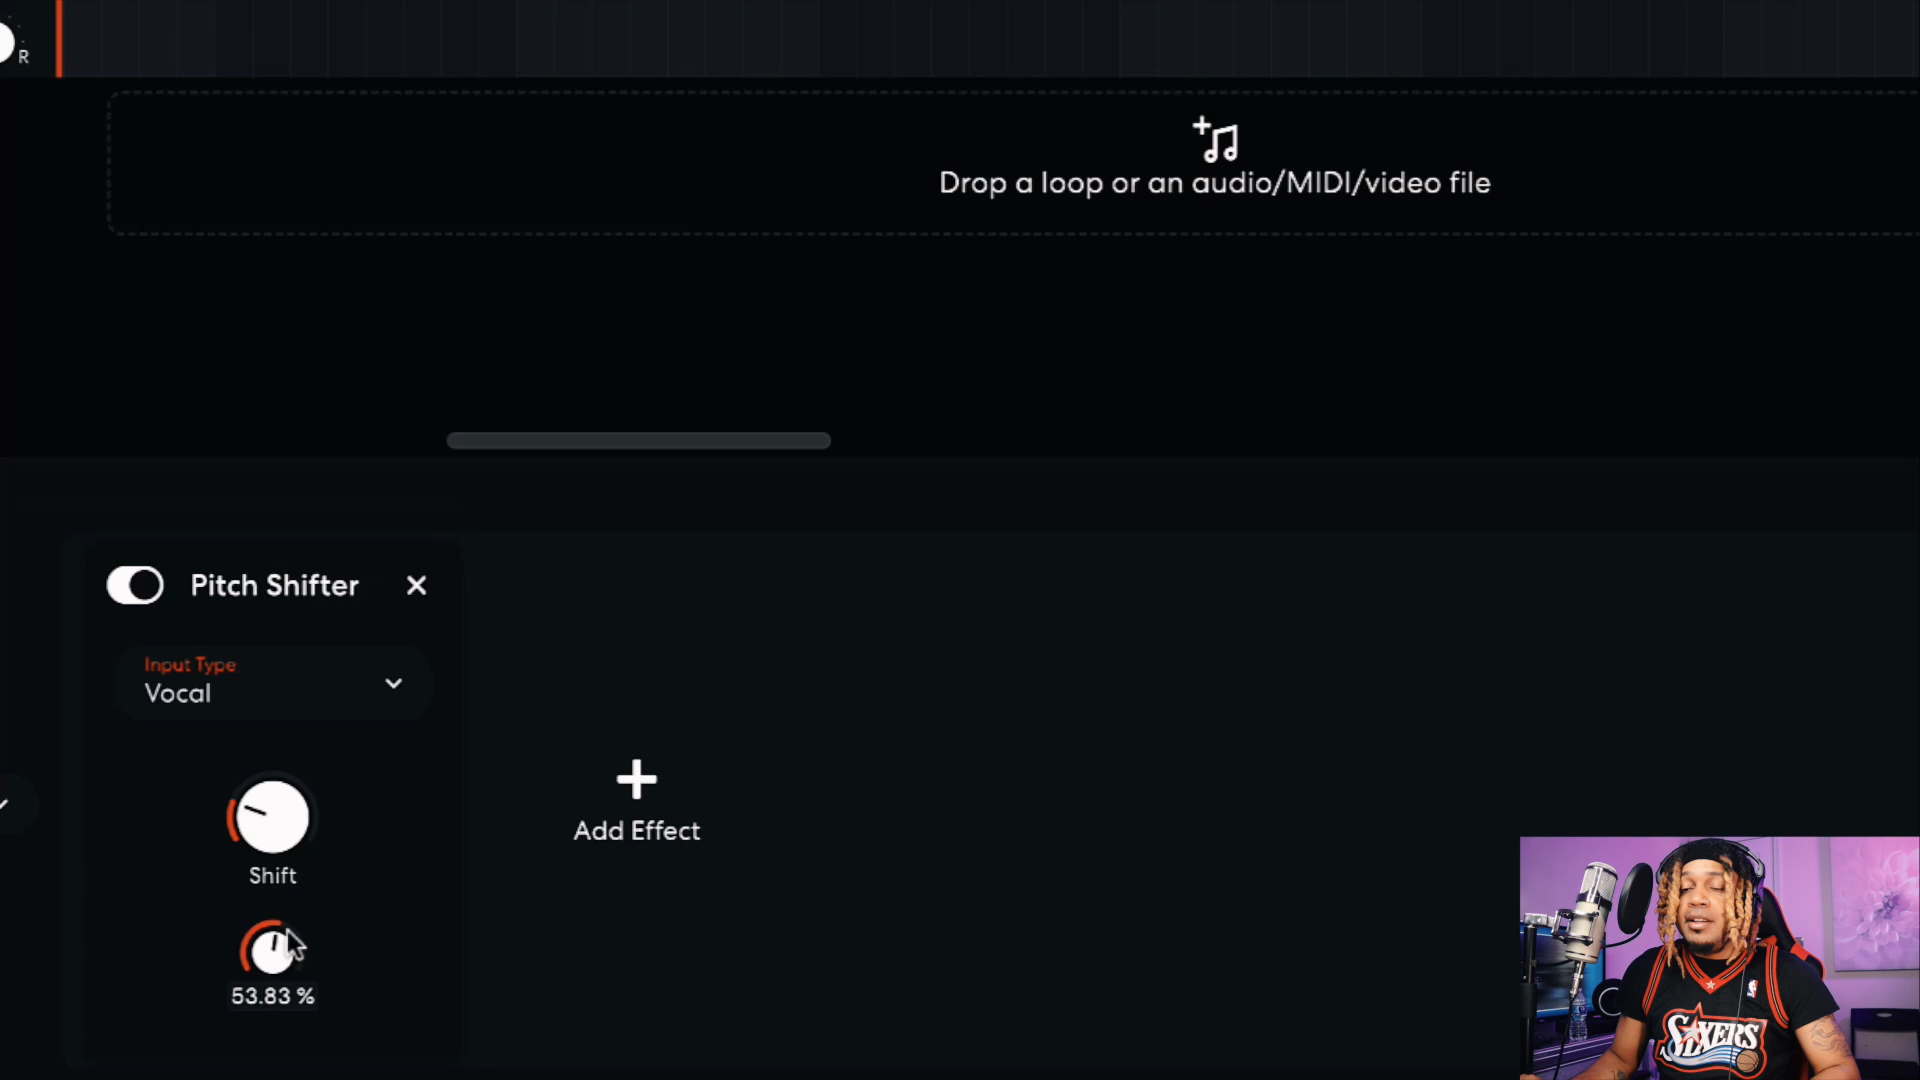 R
Drop a loop or an audio/MIDI/video file
Pitch Shifter
Input Type
Vocal
Shift
53.83 %
Add Effect
SIXERS